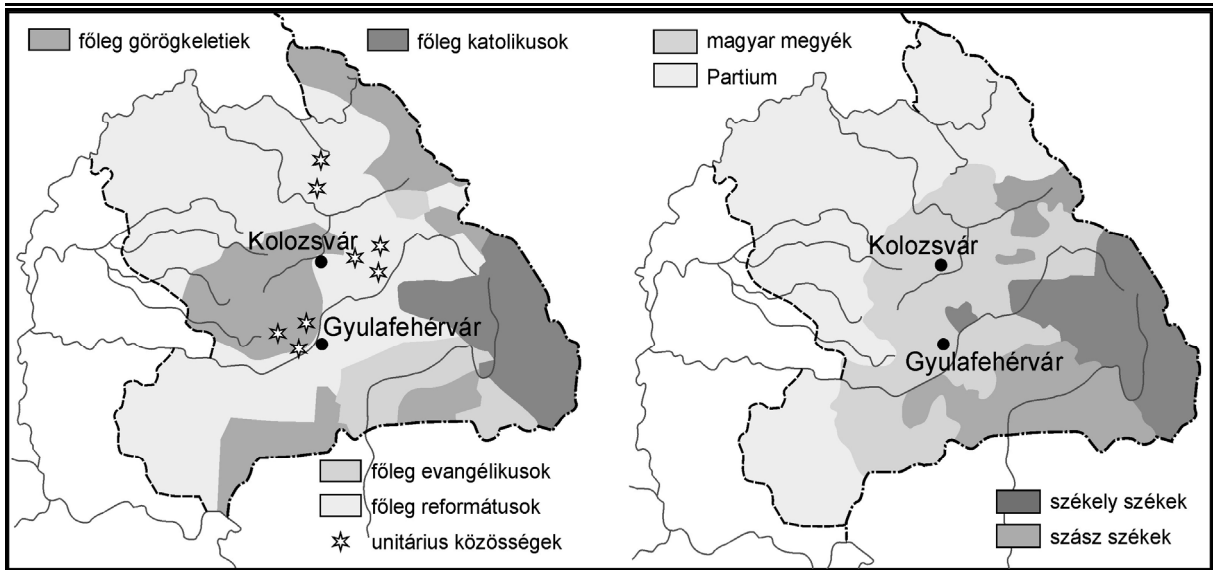 főleg görögkeletiek
főleg katolikusok
Kolozsvár
Gyulafehérvár
főleg evangélikusok
főleg reformátusok
unitárius közösségek
magyar megyék
Partium
Kolozsvár
Gyulafehérvár
székely székek
szász székek